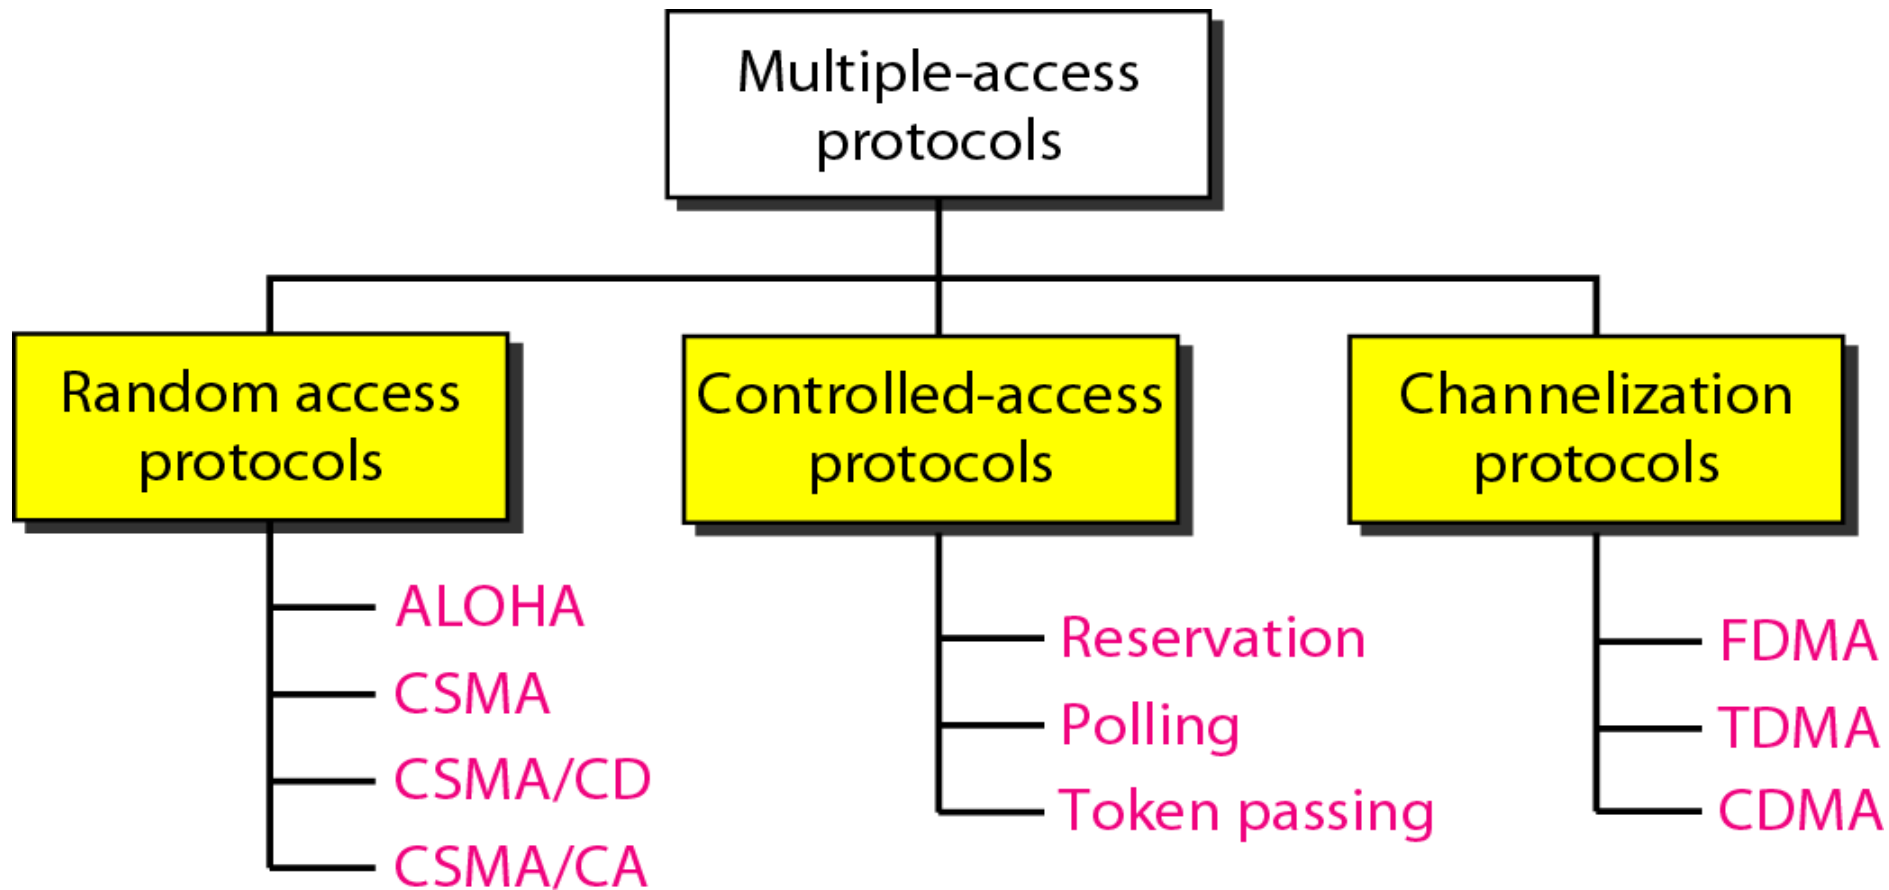 Multiple-access
protocols
Random access
protocols
Controlled-access
protocols
Channelization
protocols
ALOHA
CSMA
CSMA/CD
CSMA/CA
Reservation
Polling
Token passing
FDMA
TDMA
CDMA